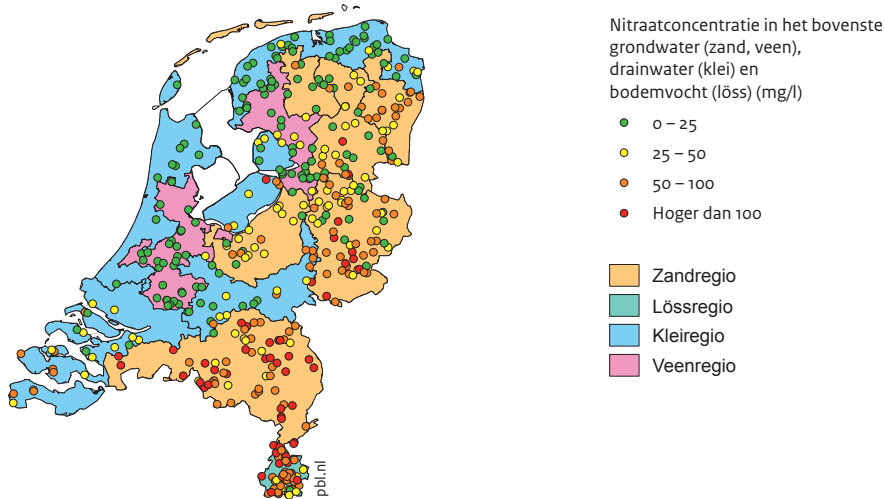 Nitraatconcentratie in het bovenste
grondwater (zand, veen),
drainwater (klei) en
bodemvocht (löss) (mg/l)
0 – 25
25 – 50
50 – 100
Hoger dan 100
Zandregio
Lössregio
Kleiregio
Veenregio
pbl.nl